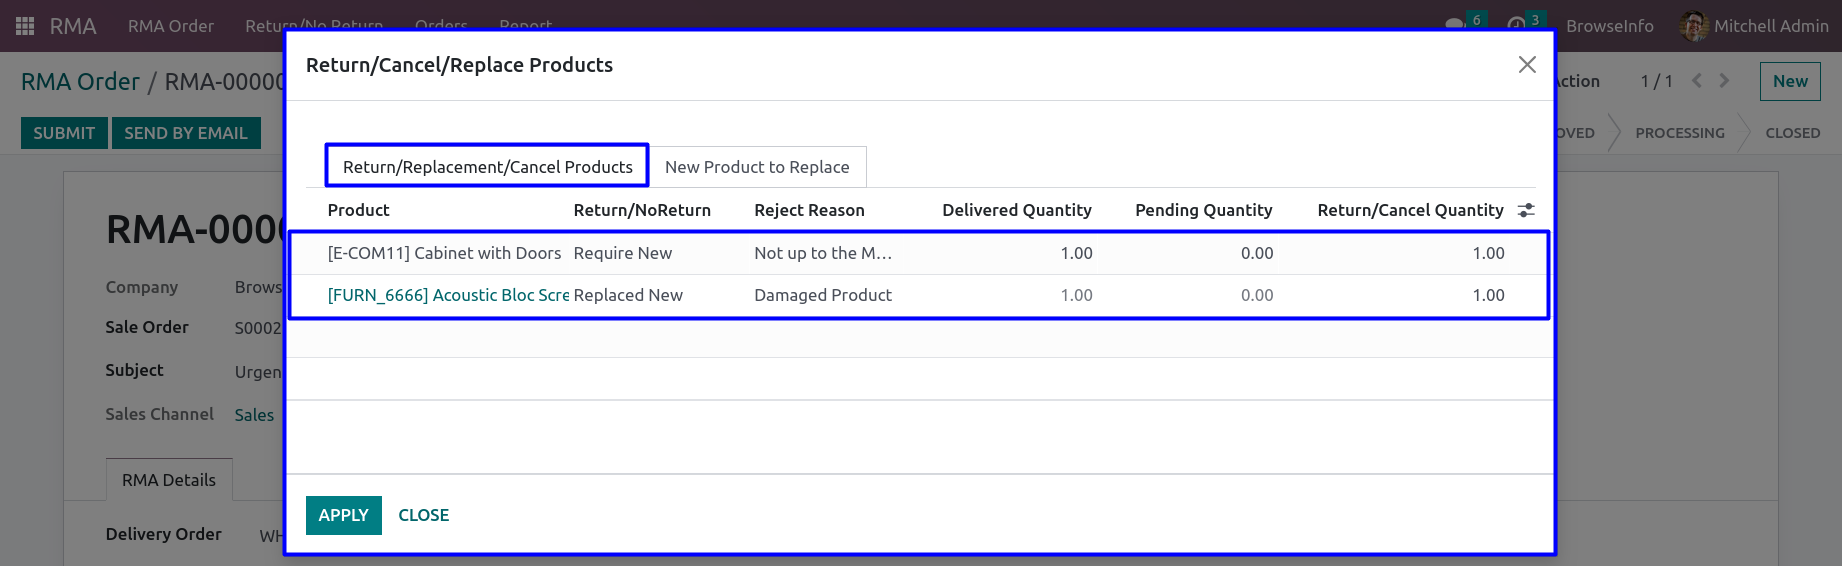 RMA RMA Order Return/No Return Orders Report 6 3 BrowseInfo Mitchell Admin
Return/Cancel/Replace Products
RMA Order / RMA-0000
Action 1 / 1 New
SUBMIT SEND BY EMAIL
PROCESSING CLOSED
Return/Replacement/Cancel Products New Product to Replace
Product Return/NoReturn Reject Reason Delivered Quantity Pending Quantity Return/Cancel Quantity
RMA-0000
[E-COM11] Cabinet with Doors Require New Not up to the M... 1.00 0.00 1.00
[FURN_6666] Acoustic Bloc Scre Replaced New Damaged Product 1.00 0.00 1.00
Company Brows
Sale Order S0002
Subject Urgen
Sales Channel Sales
RMA Details
APPLY CLOSE
Delivery Order WH